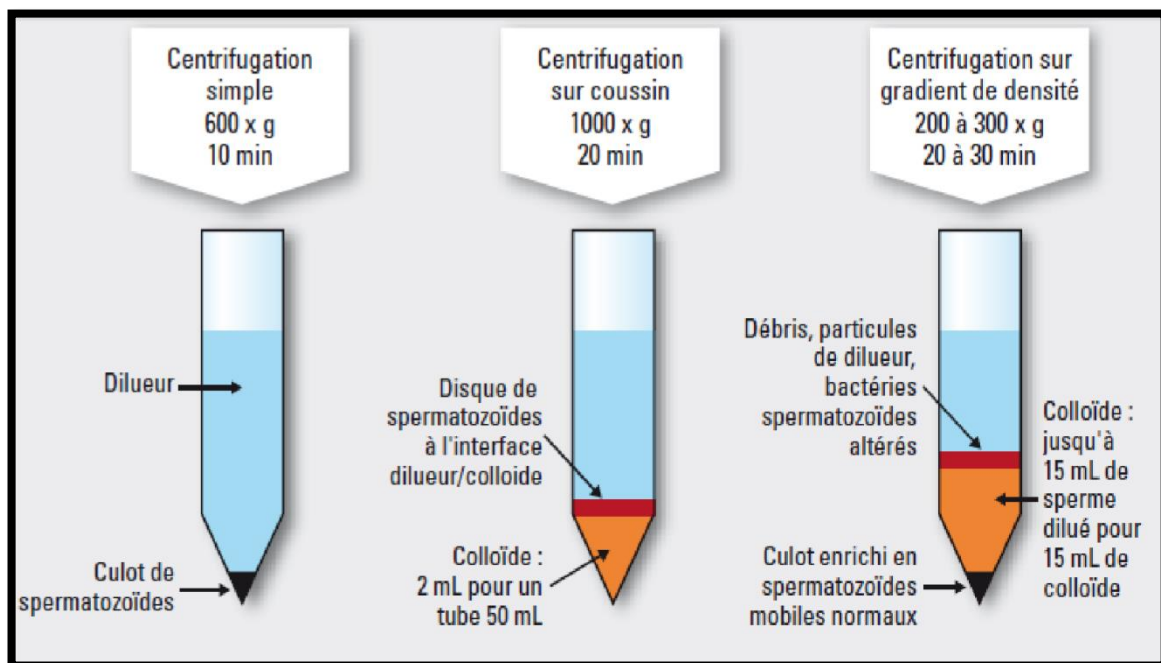 Centrifugation
simple
600 x g
10 min
Centrifugation
sur coussin
1000 x g
20 min
Centrifugation sur
gradient de densité
200 à 300 x g
20 à 30 min
Dilueur
Culot de
spermatozoïdes
Disque de
spermatozoïdes
à l'interface
dilueur/colloide
Colloïde :
2 mL pour un
tube 50 mL
Débris, particules
de dilueur,
bactéries
spermatozoïdes
altérés
Culot enrichi en
spermatozoïdes
mobiles normaux
Colloïde :
jusqu'à
15 mL de
sperme
dilué pour
15 mL de
colloïde